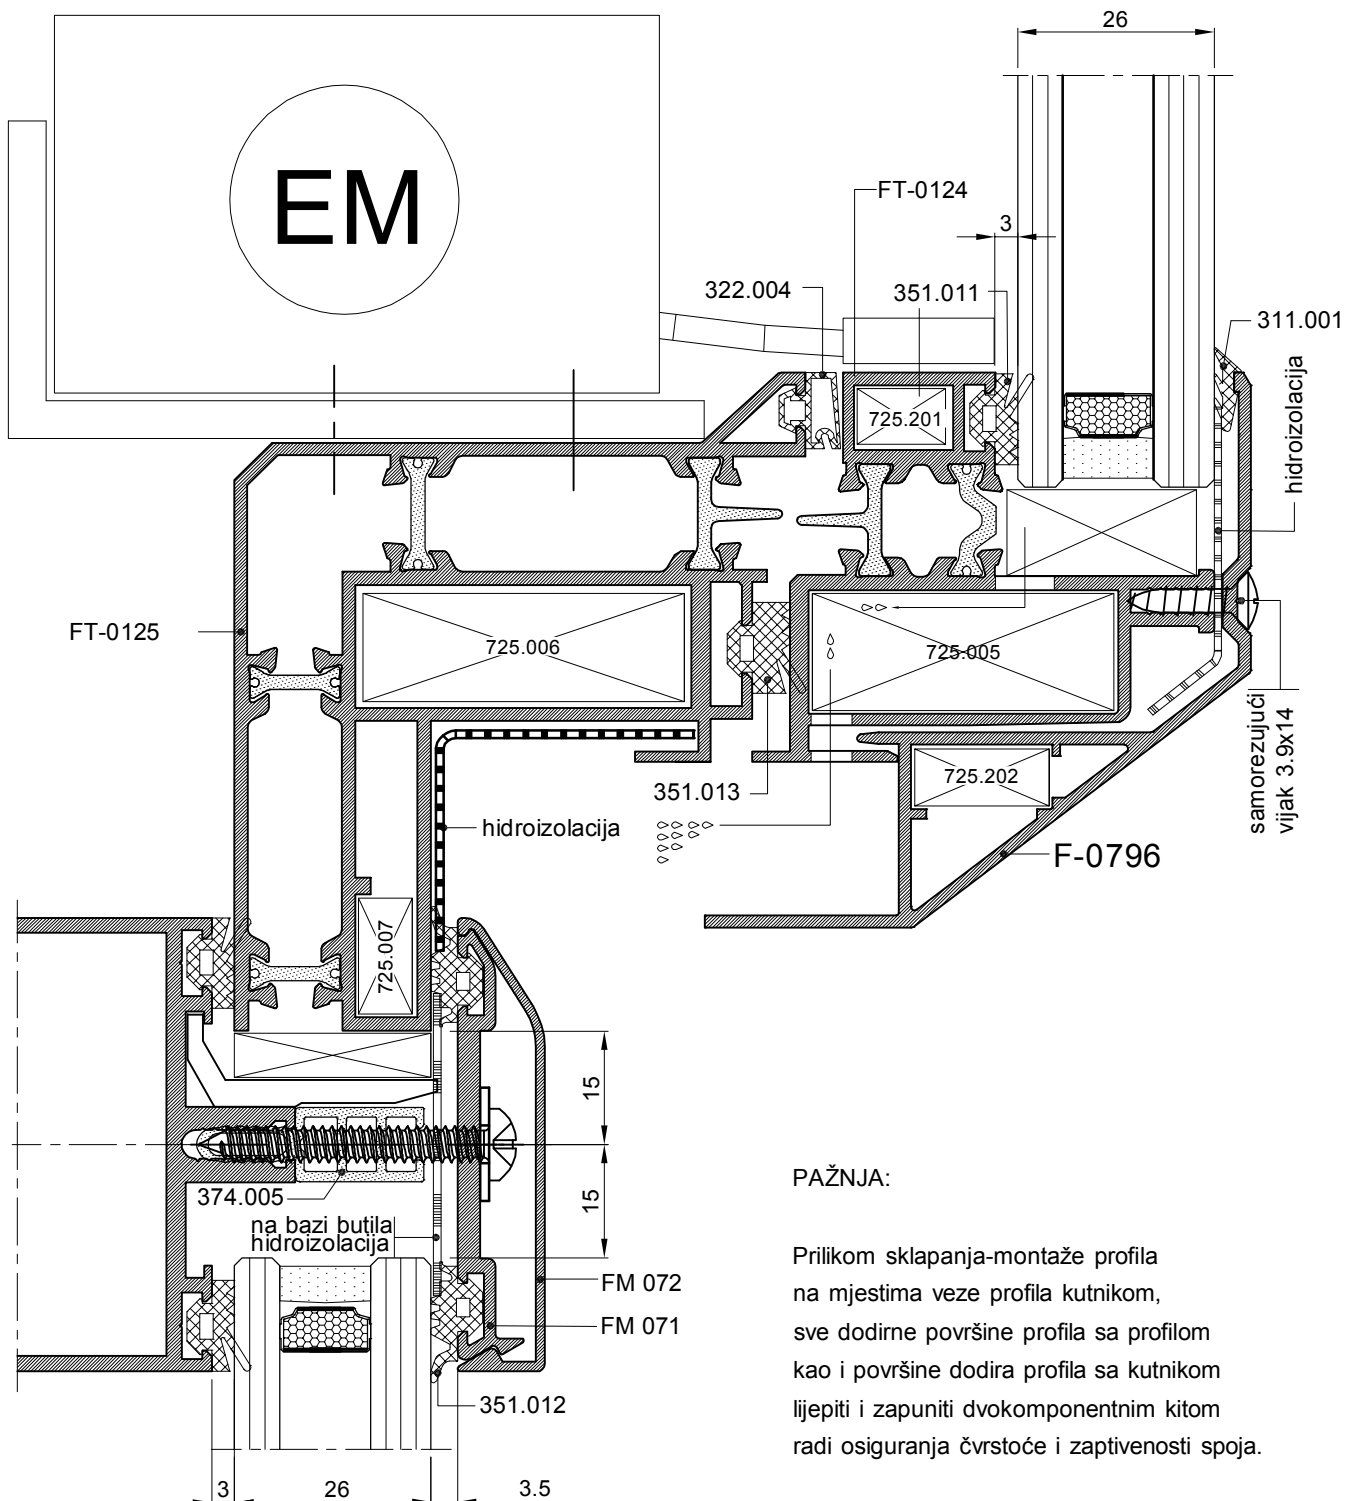 26
EM
FT-0124
3
322.004
351.011
311.001
725.201
hidroizolacija
FT-0125
725.006
725.005
samorezujući
vijak 3.9x14
351.013
725.202
hidroizolacija
F-0796
725.007
15
374.005
15
na bazi butila
hidroizolacija
FM 072
FM 071
351.012
3
26
3.5
PAŽNJA:
Prilikom sklapanja-montaže profila
na mjestima veze profila kutnikom,
sve dodirne površine profila sa profilom
kao i površine dodira profila sa kutnikom
lijepiti i zapuniti dvokomponentnim kitom
radi osiguranja čvrstoće i zaptivenosti spoja.